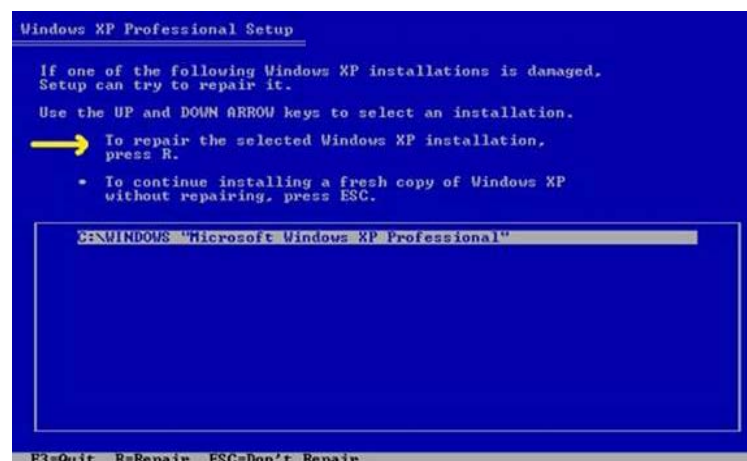 Windows XP Professional Setup
If one of the following Windows XP installations is damaged,
Setup can try to repair it.
Use the UP and DOWN ARROW keys to select an installation.
To repair the selected Windows XP installation,
press R.
• To continue installing a fresh copy of Windows XP
without repairing, press ESC.
C:\WINDOWS "Microsoft Windows XP Professional"
F3=Quit R=Repair ESC=Don't Repair